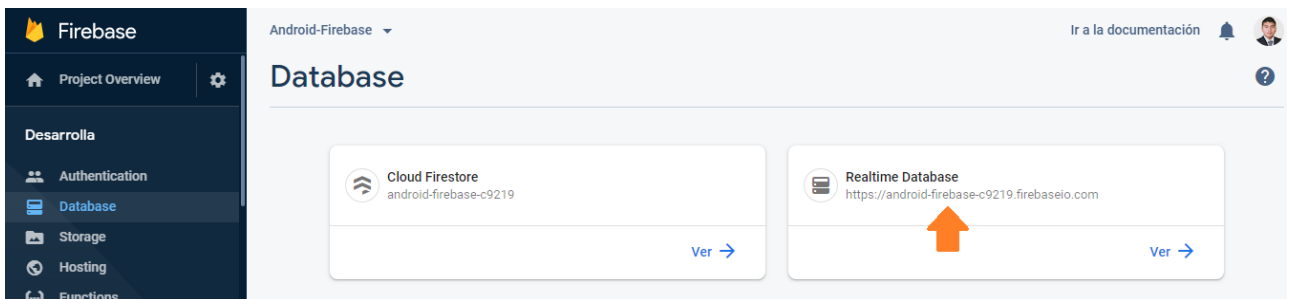 Firebase
Android-Firebase
Ir a la documentación
Project Overview
Database
Desarrolla
Authentication
Database
Storage
Hosting
Functions
Cloud Firestore
android-firebase-c9219
Ver
Realtime Database
https://android-firebase-c9219.firebaseio.com
Ver